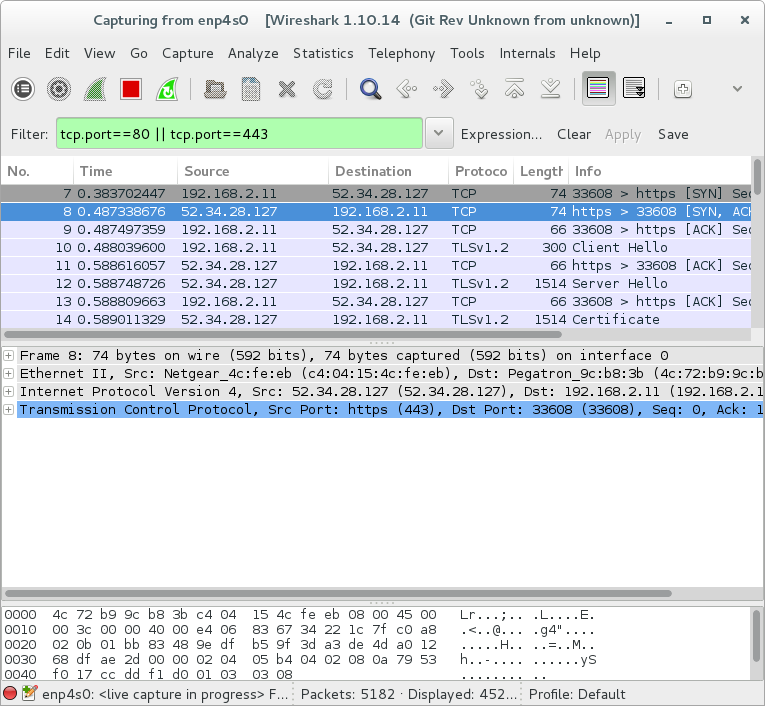 Capturing from enp4s0 [Wireshark 1.10.14 (Git Rev Unknown from unknown)]
File Edit View Go Capture Analyze Statistics Telephony Tools Internals Help
Filter: tcp.port==80 || tcp.port==443 Expression... Clear Apply Save
No. Time Source Destination Protoco Length Info
7 0.383702447 192.168.2.11 52.34.28.127 TCP 74 33608 > https [SYN] Sec
8 0.487338676 52.34.28.127 192.168.2.11 TCP 74 https > 33608 [SYN, ACK
9 0.487497359 192.168.2.11 52.34.28.127 TCP 66 33608 > https [ACK] Sec
10 0.488039600 192.168.2.11 52.34.28.127 TLSv1.2 300 Client Hello
11 0.588616057 52.34.28.127 192.168.2.11 TCP 66 https > 33608 [ACK] Sec
12 0.588748726 52.34.28.127 192.168.2.11 TLSv1.2 1514 Server Hello
13 0.588809663 192.168.2.11 52.34.28.127 TCP 66 33608 > https [ACK] Sec
14 0.589011329 52.34.28.127 192.168.2.11 TLSv1.2 1514 Certificate
Frame 8: 74 bytes on wire (592 bits), 74 bytes captured (592 bits) on interface 0
Ethernet II, Src: Netgear_4c:fe:eb (c4:04:15:4c:fe:eb), Dst: Pegatron_9c:b8:3b (4c:72:b9:9c:b
Internet Protocol Version 4, Src: 52.34.28.127 (52.34.28.127), Dst: 192.168.2.11 (192.168.2.1
Transmission Control Protocol, Src Port: https (443), Dst Port: 33608 (33608), Seq: 0, Ack: 1
0000 4c 72 b9 9c b8 3b c4 04 15 4c fe eb 08 00 45 00 Lr...;.. .L....E.
0010 00 3c 00 00 40 00 e4 06 83 67 34 22 1c 7f c0 a8 .<..@... .g4"....
0020 02 0b 01 bb 83 48 9e df b5 9f 3d a3 de 4d a0 12 .....H.. ..=..M..
0030 68 df ae 2d 00 00 02 04 05 b4 04 02 08 0a 79 53 h..-.... ......yS
0040 f0 17 cc dd f1 d0 01 03 03 08 ........ ..
enp4s0: <live capture in progress> F... Packets: 5182 · Displayed: 452... Profile: Default